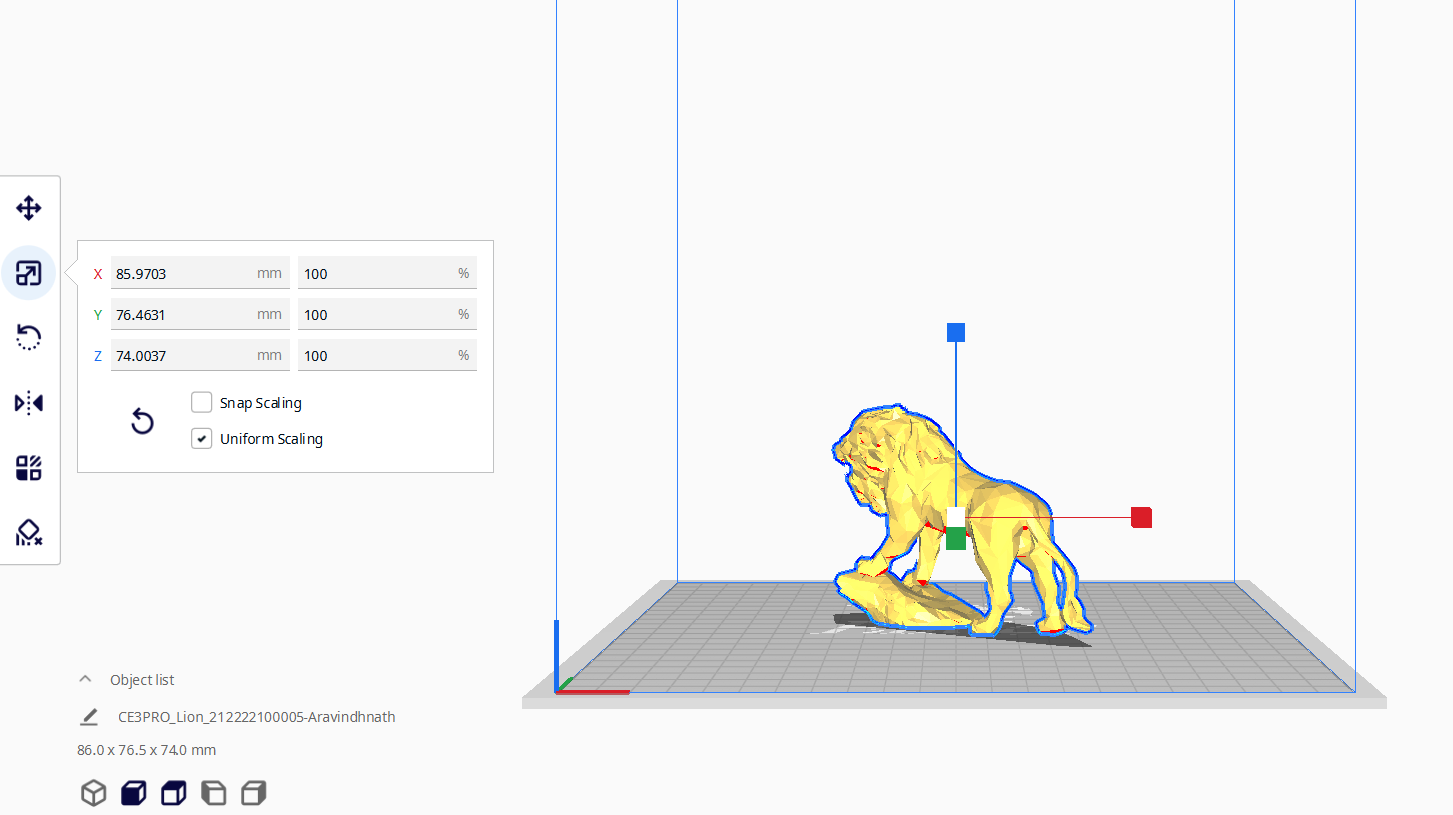 X 85.9703 mm 100 %
Y 76.4631 mm 100 %
Z 74.0037 mm 100 %
Snap Scaling
Uniform Scaling
Object list
CE3PRO_Lion_212222100005-Aravindhnath
86.0 x 76.5 x 74.0 mm